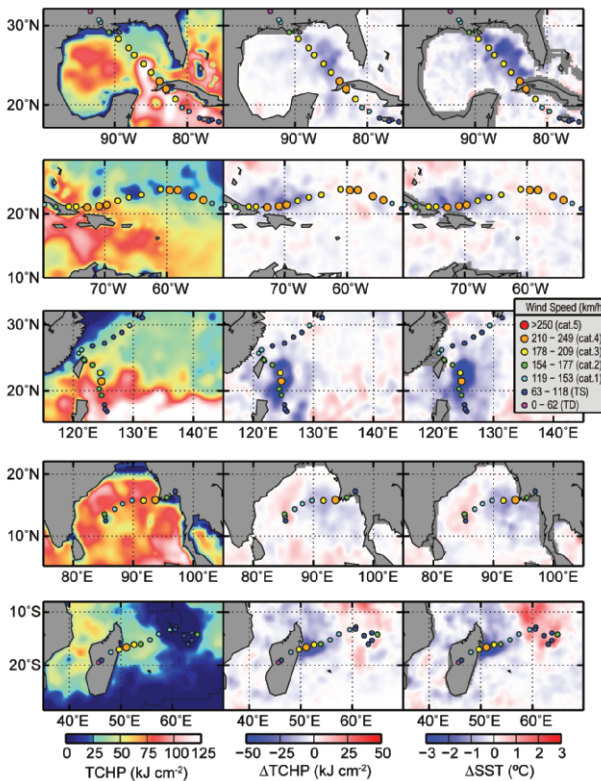 30°N
20°N
90°W 80°W 90°W 80°W 90°W 80°W
20°N
10°N
70°W 60°W 70°W 60°W 70°W 60°W
30°N
20°N
120°E 130°E 140°E 120°E 130°E 140°E 120°E 130°E 140°E
Wind Speed (km/h
>250 (cat.5)
210 – 249 (cat.4)
178 – 209 (cat.3)
154 – 177 (cat.2)
119 – 153 (cat.1)
63 – 118 (TS)
0 – 62 (TD)
20°N
10°N
80°E 90°E 100°E 80°E 90°E 100°E 80°E 90°E 100°E
10°S
20°S
40°E 50°E 60°E 40°E 50°E 60°E 40°E 50°E 60°E
0 25 50 75 100 125 −50 −25 0 25 50 −3 −2 −1 0 1 2 3
TCHP (kJ cm⁻²) ΔTCHP (kJ cm⁻²) ΔSST (ºC)